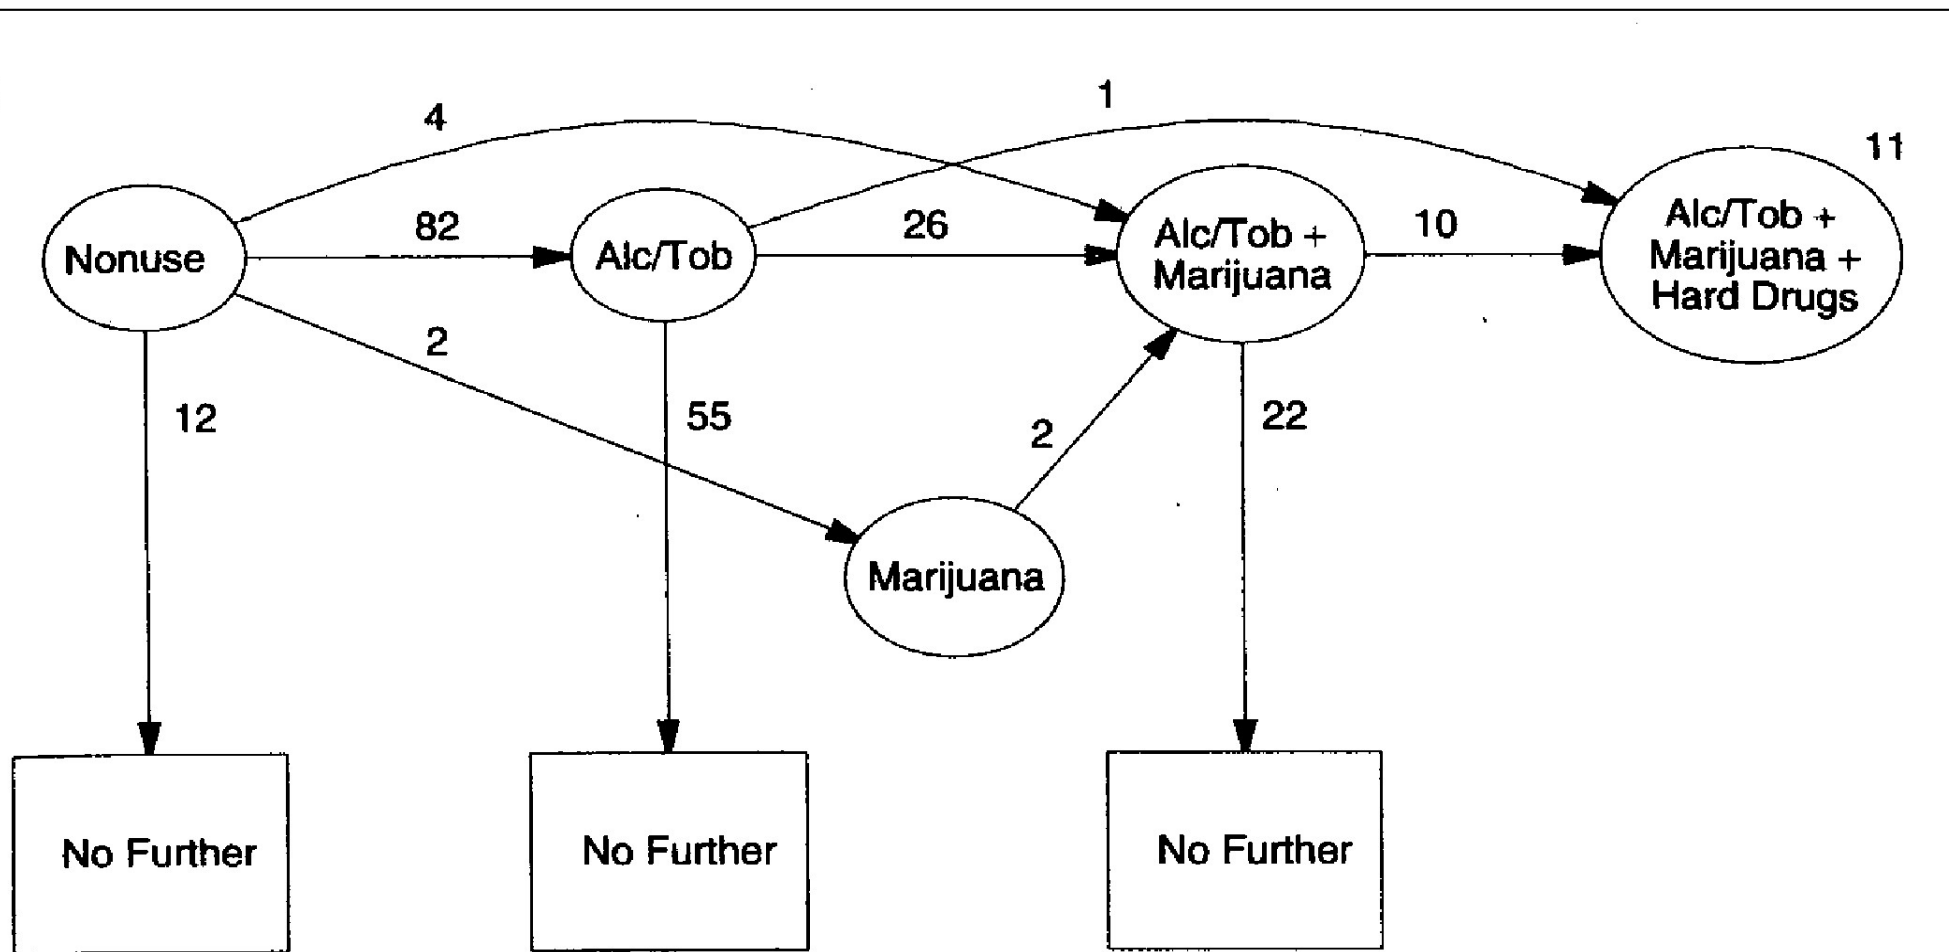 4
1
11
Nonuse
82
Alc/Tob
26
Alc/Tob +
Marijuana
10
Alc/Tob +
Marijuana +
Hard Drugs
2
12
55
2
22
Marijuana
No Further
No Further
No Further